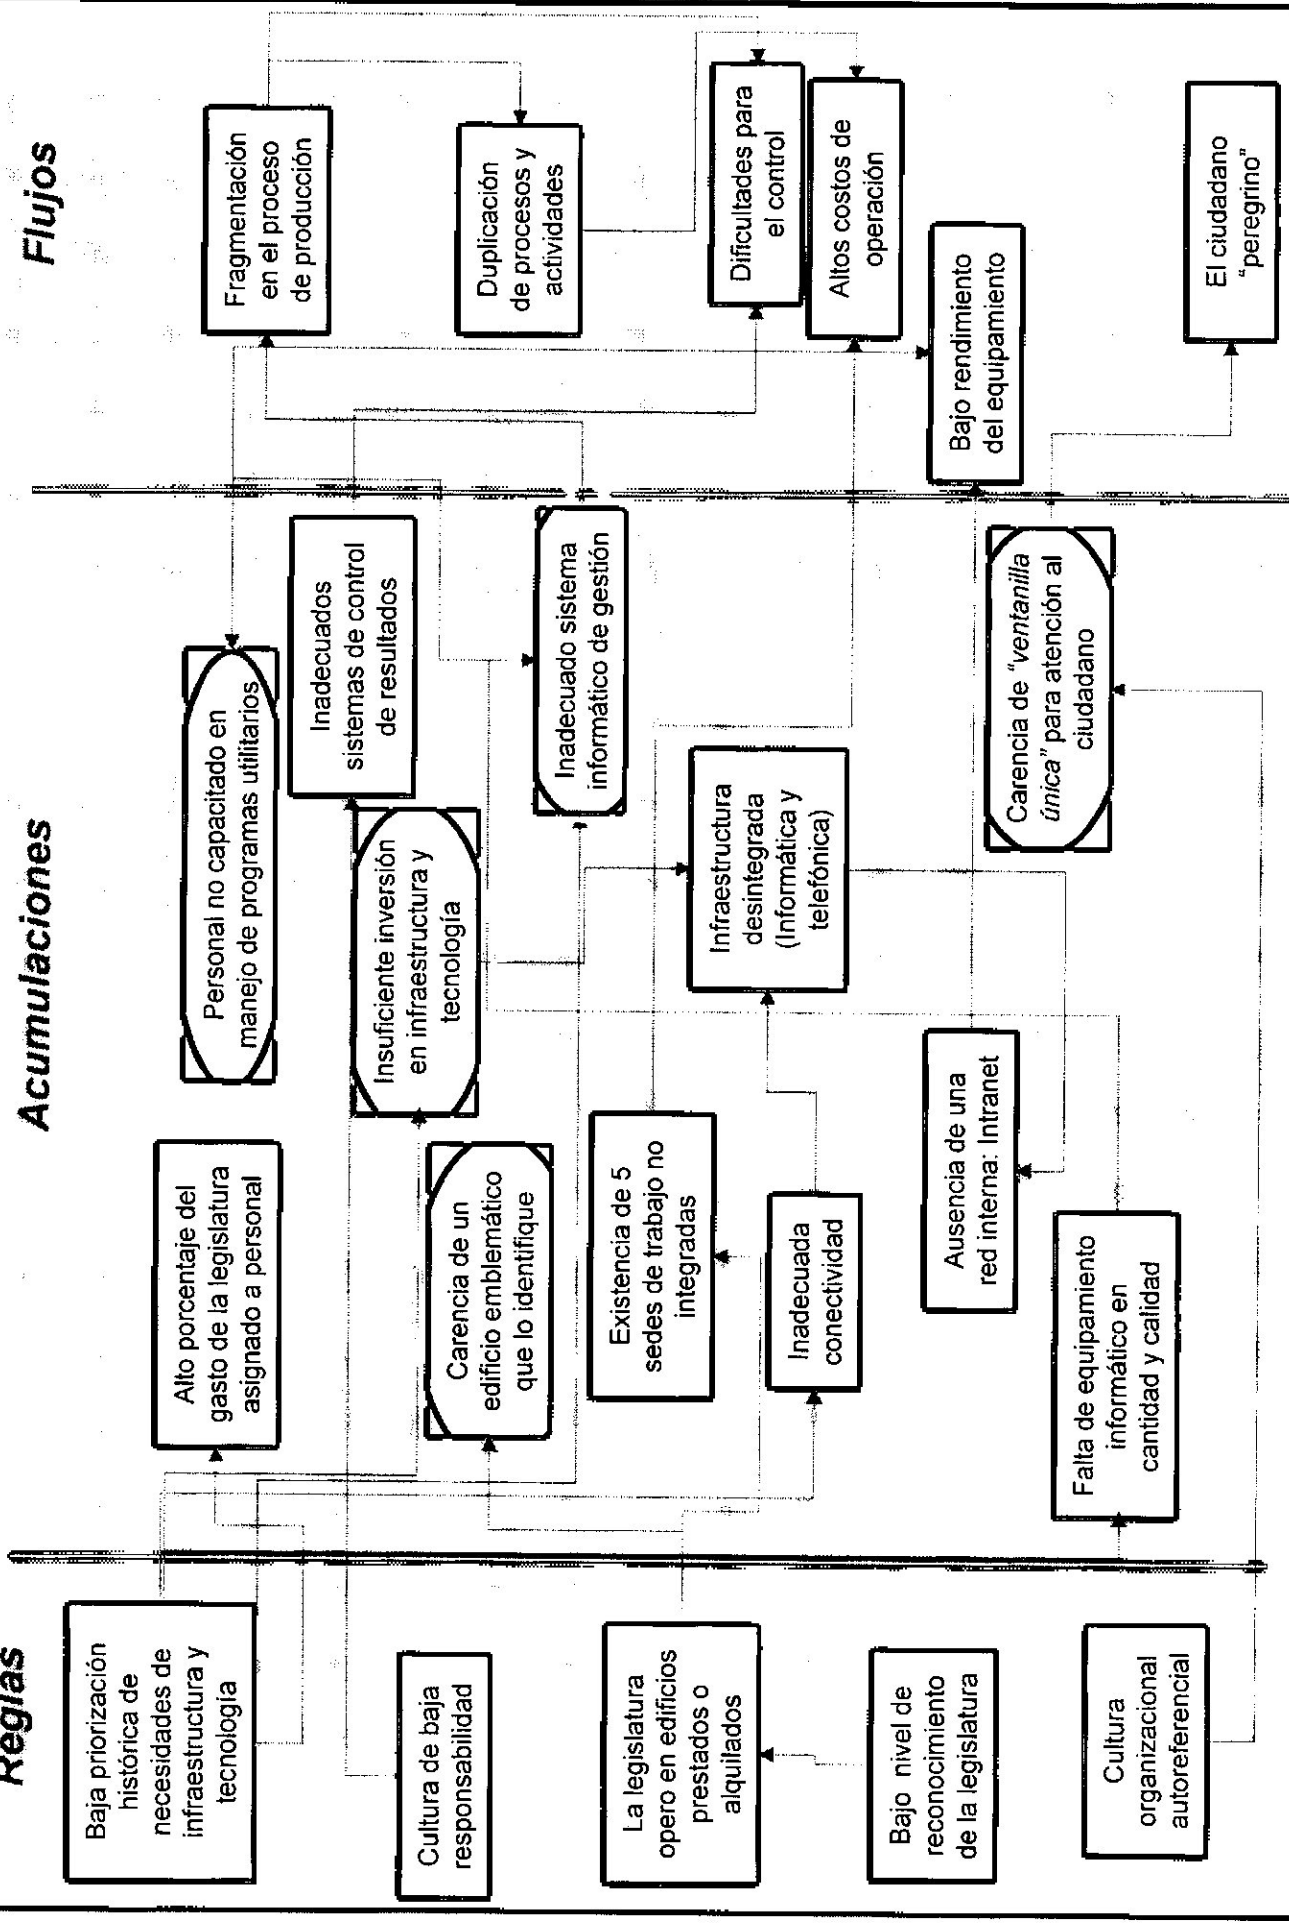 Reglas
Baja priorización
histórica de
necesidades de
infraestructura y
tecnología
Cultura de baja
responsabilidad
La legislatura
opero en edificios
prestados o
alquilados
Bajo nivel de
reconocimiento
de la legislatura
Cultura
organizacional
autoreferencial
Acumulaciones
Alto porcentaje del
gasto de la legislatura
asignado a personal
Personal no capacitado en
manejo de programas utilitarios
Inadecuados
sistemas de control
de resultados
Insuficiente inversión
en infraestructura y
tecnología
Carencia de un
edificio emblemático
que lo identifique
Inadecuado sistema
informático de gestión
Existencia de 5
sedes de trabajo no
integradas
Infraestructura
desintegrada
(Informática y
telefónica)
Inadecuada
conectividad
Ausencia de una
red interna: Intranet
Carencia de "ventanilla
única" para atención al
ciudadano
Falta de equipamiento
informático en
cantidad y calidad
Flujos
Fragmentación
en el proceso
de producción
Duplicación
de procesos y
actividades
Dificultades para
el control
Altos costos de
operación
Bajo rendimiento
del equipamiento
El ciudadano
"peregrino"